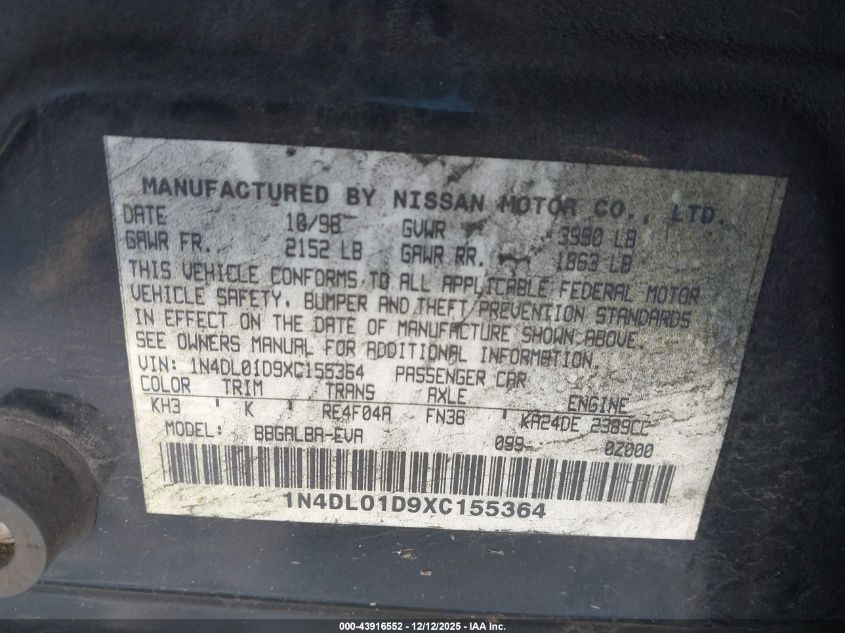 MANUFACTURED BY NISSAN MOTOR CO., LTD.
DATE 10/98 GVWR 3990 LB
GAWR FR. 2152 LB GAWR RR. 1863 LB
THIS VEHICLE CONFORMS TO ALL APPLICABLE FEDERAL MOTOR
VEHICLE SAFETY, BUMPER AND THEFT PREVENTION STANDARDS
IN EFFECT ON THE DATE OF MANUFACTURE SHOWN ABOVE.
SEE OWNERS MANUAL FOR ADDITIONAL INFORMATION.
VIN: 1N4DL01D9XC155364 PASSENGER CAR
COLOR TRIM TRANS AXLE ENGINE
KH3 K RE4F04A FN38 KA24DE 2389CC
MODEL: BBGALBA-EVA 099 0Z000
1N4DL01D9XC155364
000-43916552 - 12/12/2025 - IAA Inc.